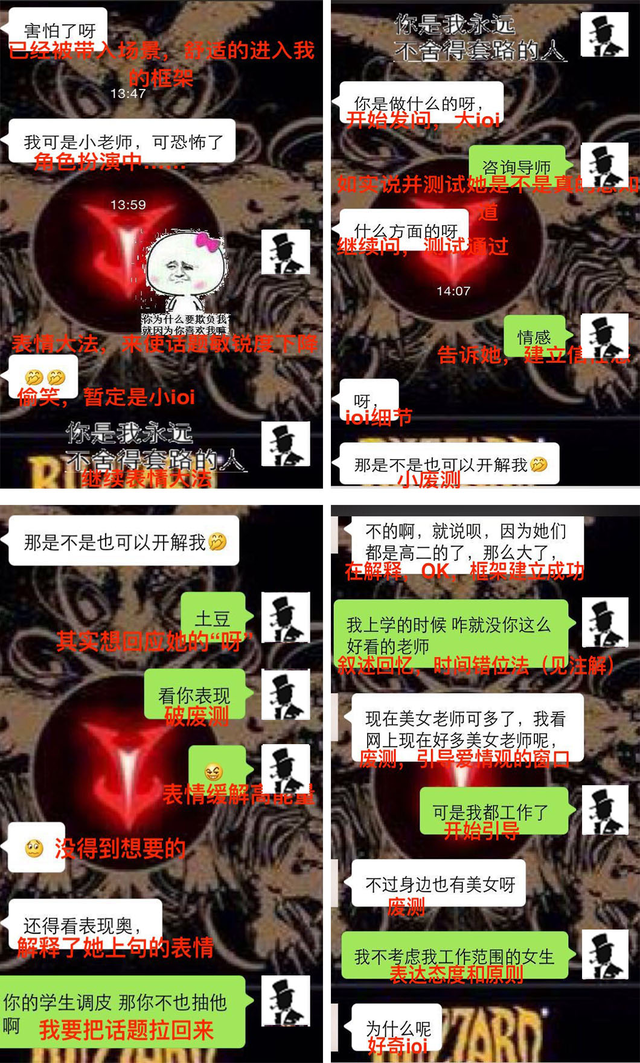 害怕了呀
已经被带入场景，舒适的进入我
的框架
13:47
我可是小老师，可恐怖了
角色扮演中……
13:59
你为什么要欺负我
就因为你喜欢我嘛
表情大法，来使话题敏锐度下降
偷笑，暂定是小ioi
你是我永远
不舍得套路的人
继续表情大法
你是我永远
不舍得套路的人
你是做什么的呀，
开始发问，大ioi
咨询导师
如实说并测试她是不是真的想知
道
什么方面的呀
继续问，测试通过
14:07
情感
告诉她，建立信任感
呀，
ioi细节
那是不是也可以开解我
小废测
那是不是也可以开解我
土豆
其实想回应她的“呀”
看你表现
破废测
表情缓解高能量
没得到想要的
还得看表现奥，
解释了她上句的表情
你的学生调皮 那你不也抽他
啊
我要把话题拉回来
不的啊，就说呗，因为她们
都是高二的了，那么大了，
在解释，OK，框架建立成功
我上学的时候 咋就没你这么
好看的老师
叙述回忆，时间错位法（见注解）
现在美女老师可多了，我看
网上现在好多美女老师呢，
废测，引导爱情观的窗口
可是我都工作了
开始引导
不过身边也有美女呀
废测
我不考虑我工作范围的女生
表达态度和原则
为什么呢
好奇ioi